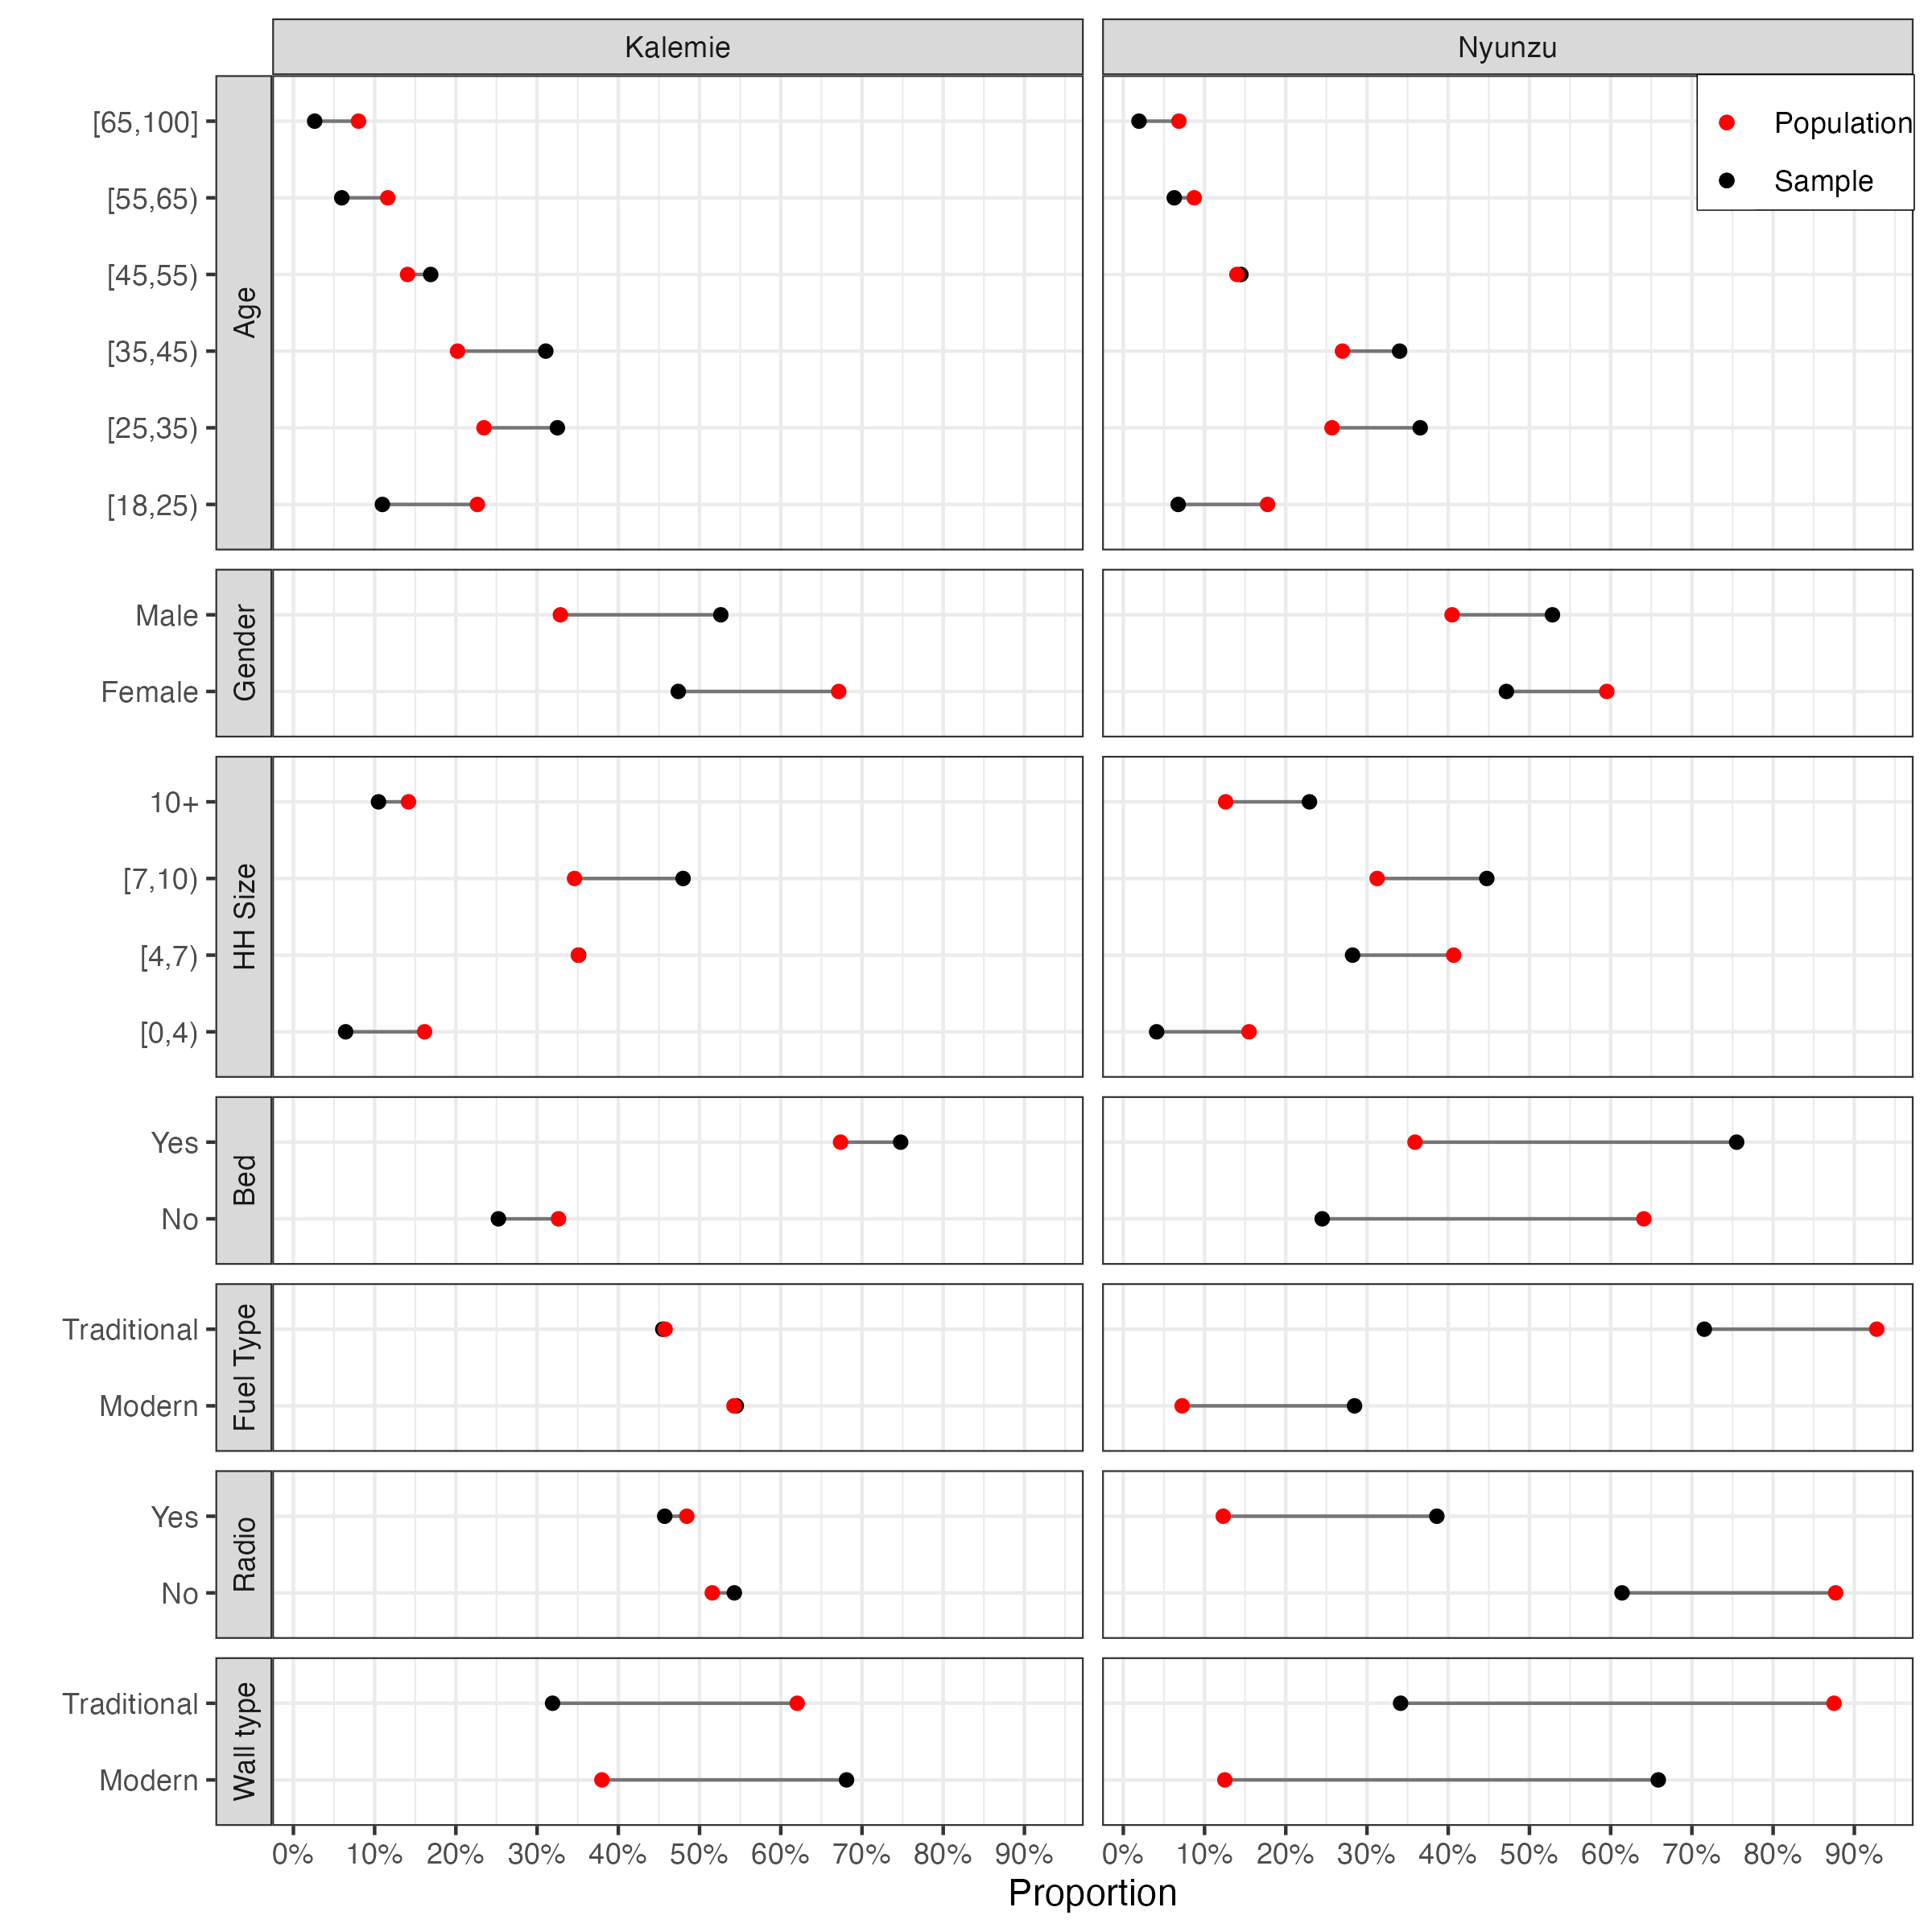 Kalemie
Nyunzu
Population
Sample
Age
[65,100]
[55,65)
[45,55)
[35,45)
[25,35)
[18,25)
Gender
Male
Female
HH Size
10+
[7,10)
[4,7)
[0,4)
Bed
Yes
No
Fuel Type
Traditional
Modern
Radio
Yes
No
Wall type
Traditional
Modern
0% 10% 20% 30% 40% 50% 60% 70% 80% 90%
0% 10% 20% 30% 40% 50% 60% 70% 80% 90%
Proportion